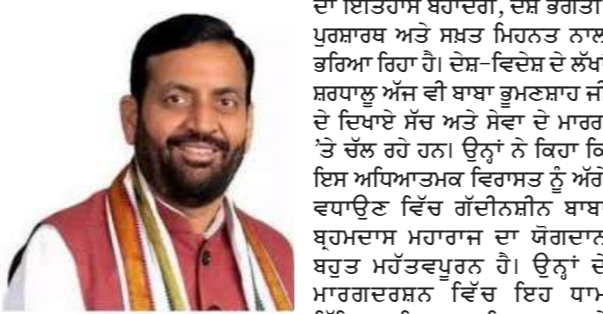 ਦਾ ਇਤਿਹਾਸ ਬਹਾਦਰੀ, ਦੇਸ਼ ਭਗਤੀ
ਪੁਰਸ਼ਾਰਥ ਅਤੇ ਸਖ਼ਤ ਮਿਹਨਤ ਨਾਲ
ਭਰਿਆ ਰਿਹਾ ਹੈ। ਦੇਸ਼-ਵਿਦੇਸ਼ ਦੇ ਲੱਖਾਂ
ਸ਼ਰਧਾਲੂ ਅੱਜ ਵੀ ਬਾਬਾ ਭੂਮਣਸ਼ਾਹ ਜੀ
ਦੇ ਦਿਖਾਏ ਸੱਚ ਅਤੇ ਸੇਵਾ ਦੇ ਮਾਰਗ
'ਤੇ ਚੱਲ ਰਹੇ ਹਨ। ਉਨ੍ਹਾਂ ਨੇ ਕਿਹਾ ਕਿ
ਇਸ ਅਧਿਆਤਮਕ ਵਿਰਾਸਤ ਨੂੰ ਅੱਗੇ
ਵਧਾਉਣ ਵਿੱਚ ਗੱਦੀਨਸ਼ੀਨ ਬਾਬਾ
ਬ੍ਰਹਮਦਾਸ ਮਹਾਰਾਜ ਦਾ ਯੋਗਦਾਨ
ਬਹੁਤ ਮਹੱਤਵਪੂਰਨ ਹੈ। ਉਨ੍ਹਾਂ ਦੇ
ਮਾਰਗਦਰਸ਼ਨ ਵਿੱਚ ਇਹ ਧਾਮ